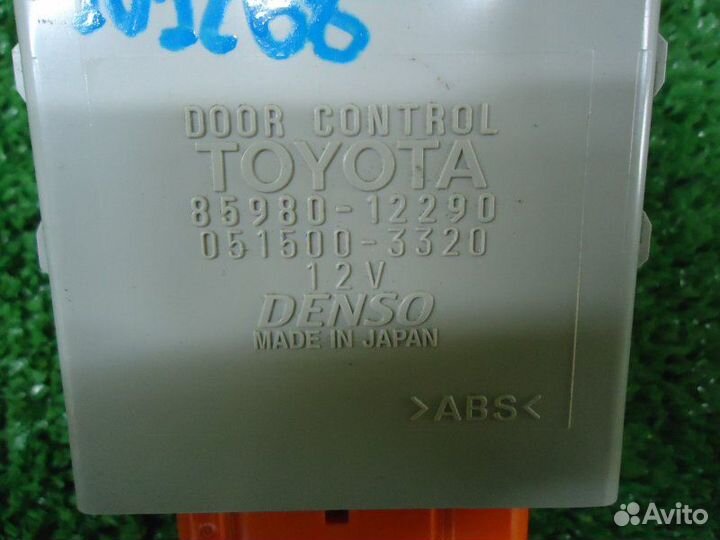 DOOR CONTROL
TOYOTA
85980-12290
051500-3320
12V
DENSO
MADE IN JAPAN
>ABS<
Avito